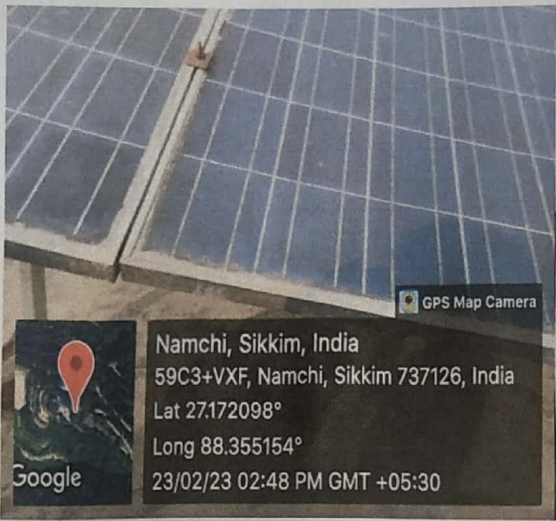 GPS Map Camera
Namchi, Sikkim, India
59C3+VXF, Namchi, Sikkim 737126, India
Lat 27.172098°
Long 88.355154°
23/02/23 02:48 PM GMT +05:30
Google